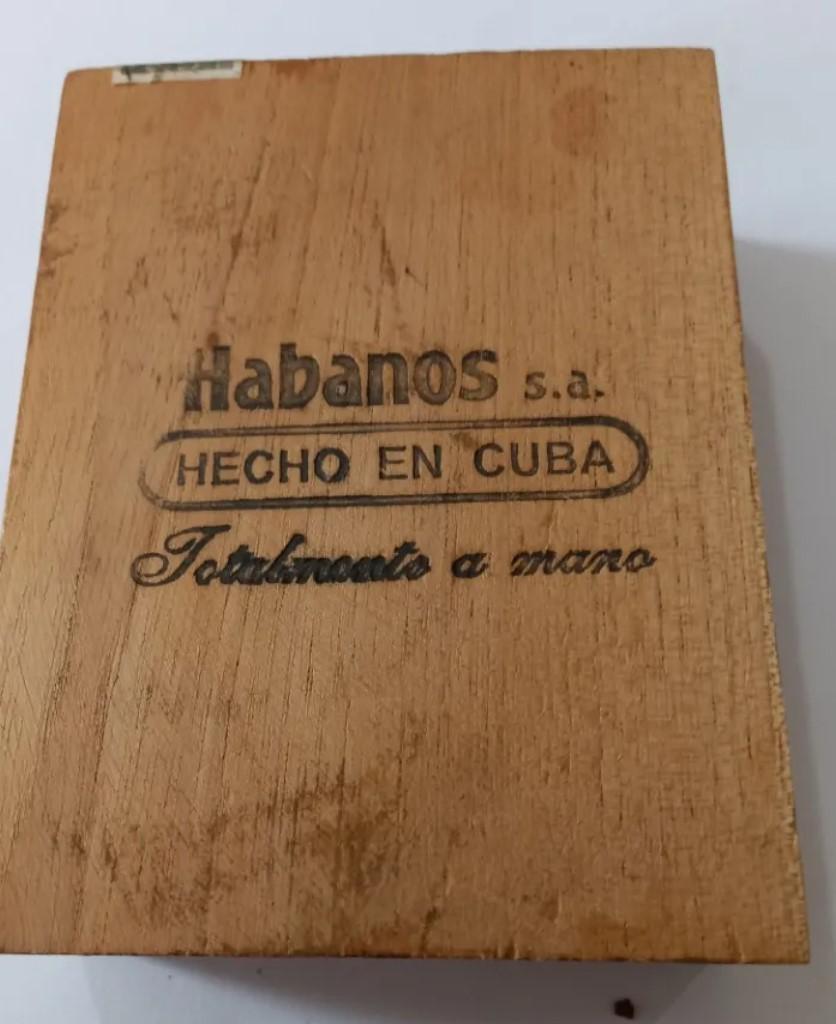 Habanos s.a.
HECHO EN CUBA
Totalmente a mano